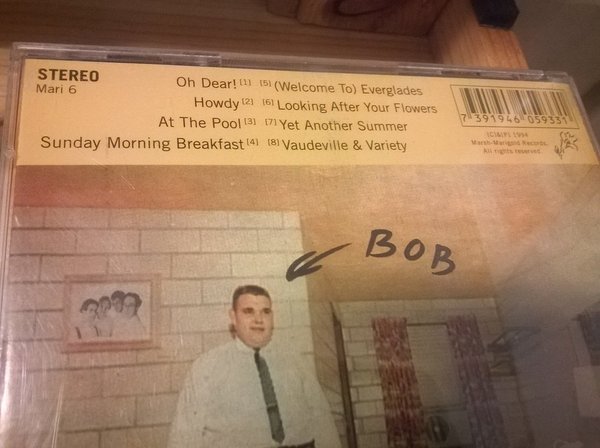 STEREO
Mari 6
Oh Dear! [1] [5] (Welcome To) Everglades
Howdy [2] [6] Looking After Your Flowers
At The Pool [3] [7] Yet Another Summer
Sunday Morning Breakfast [4] [8] Vaudeville & Variety
7 391946 059331
(C)&(P) 1994
Marsh-Marigold Records.
All rights reserved.
BOB